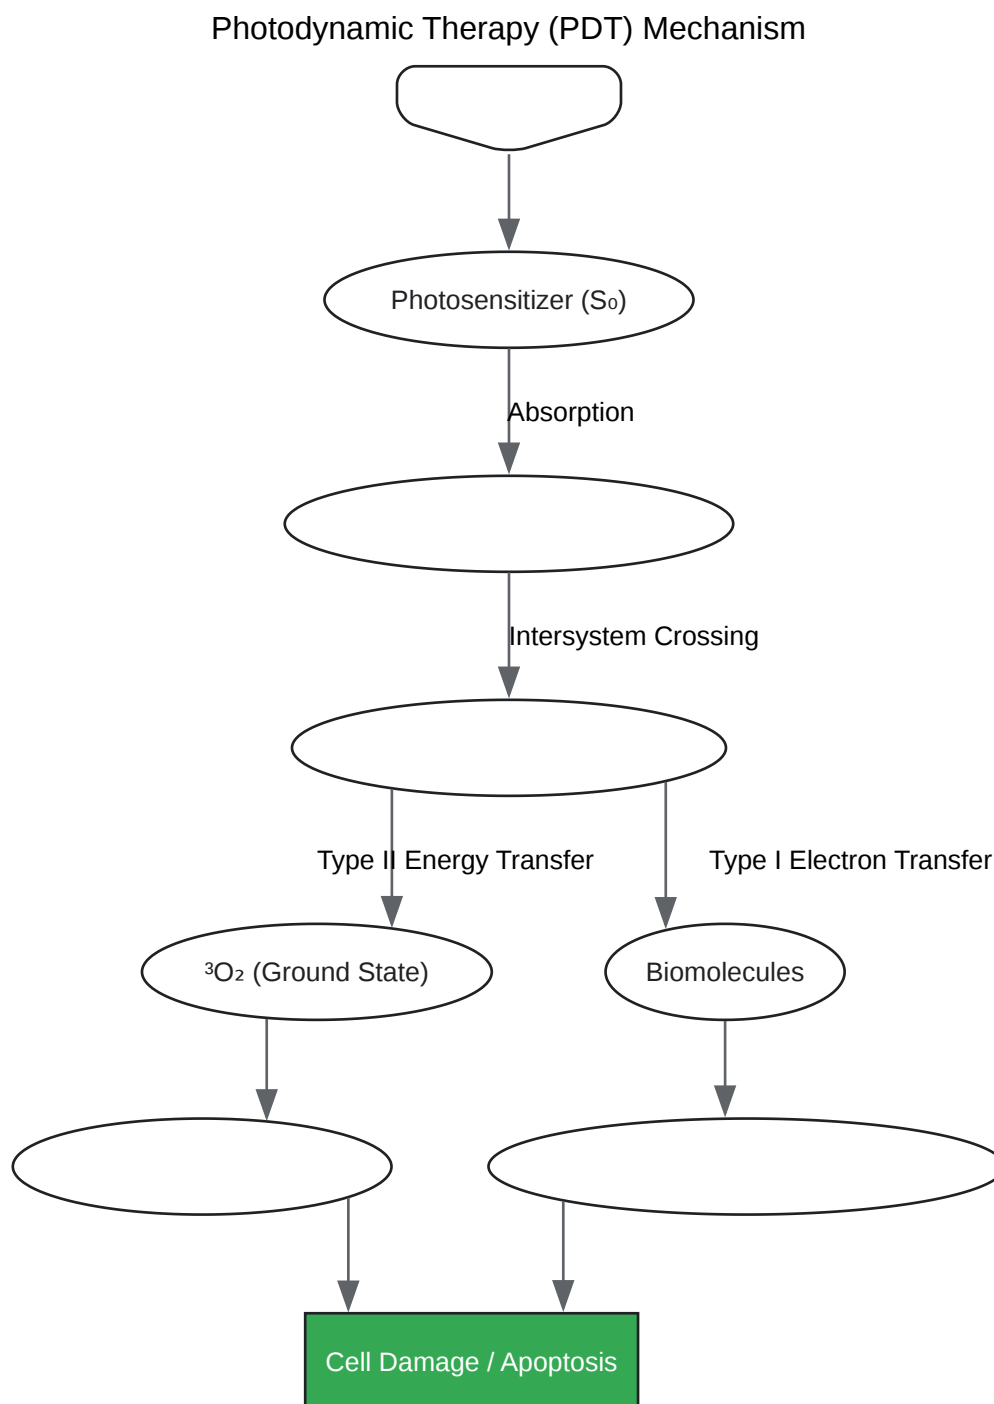 Photodynamic Therapy (PDT) Mechanism
Photosensitizer (S₀)
Absorption
Intersystem Crossing
Type II Energy Transfer
Type I Electron Transfer
³O₂ (Ground State)
Biomolecules
Cell Damage / Apoptosis